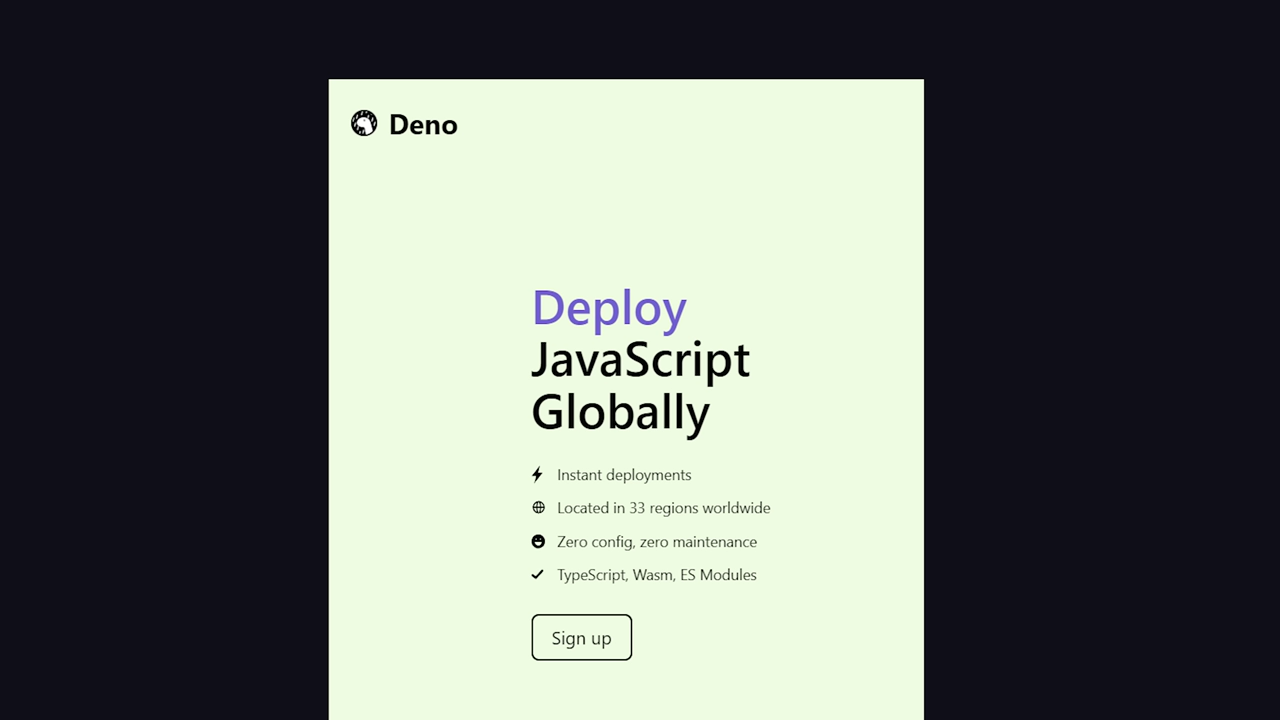 Deno
Deploy
JavaScript
Globally
Instant deployments
Located in 33 regions worldwide
Zero config, zero maintenance
TypeScript, Wasm, ES Modules
Sign up